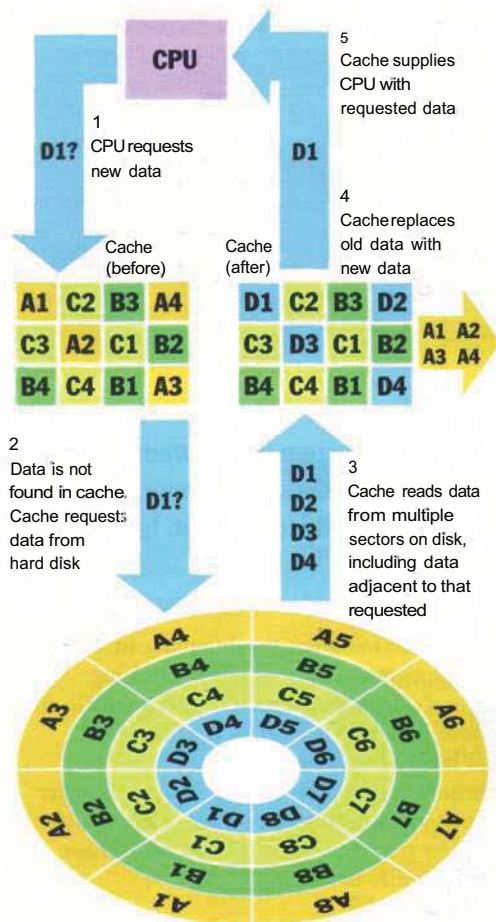 CPU
D1?
1
CPU requests
new data
5
Cache supplies
CPU with
requested data
D1
4
Cache replaces
old data with
new data
Cache
(before)
Cache
(after)
A1 C2 B3 A4
C3 A2 C1 B2
B4 C4 B1 A3
D1 C2 B3 D2
C3 D3 C1 B2
B4 C4 B1 D4
A1 A2
A3 A4
2
Data is not
found in cache.
Cache requests
data from
hard disk
D1?
D1
D2
D3
D4
3
Cache reads data
from multiple
sectors on disk,
including data
adjacent to that
requested
A4 A5
B4 B5
C4 C5
D4 D5
A3 B3 C3 D3 D6 C6 B6 A6
A2 B2 C2 D2 D7 C7 B7 A7
D1 D8
C1 C8
B1 B8
A1 A8